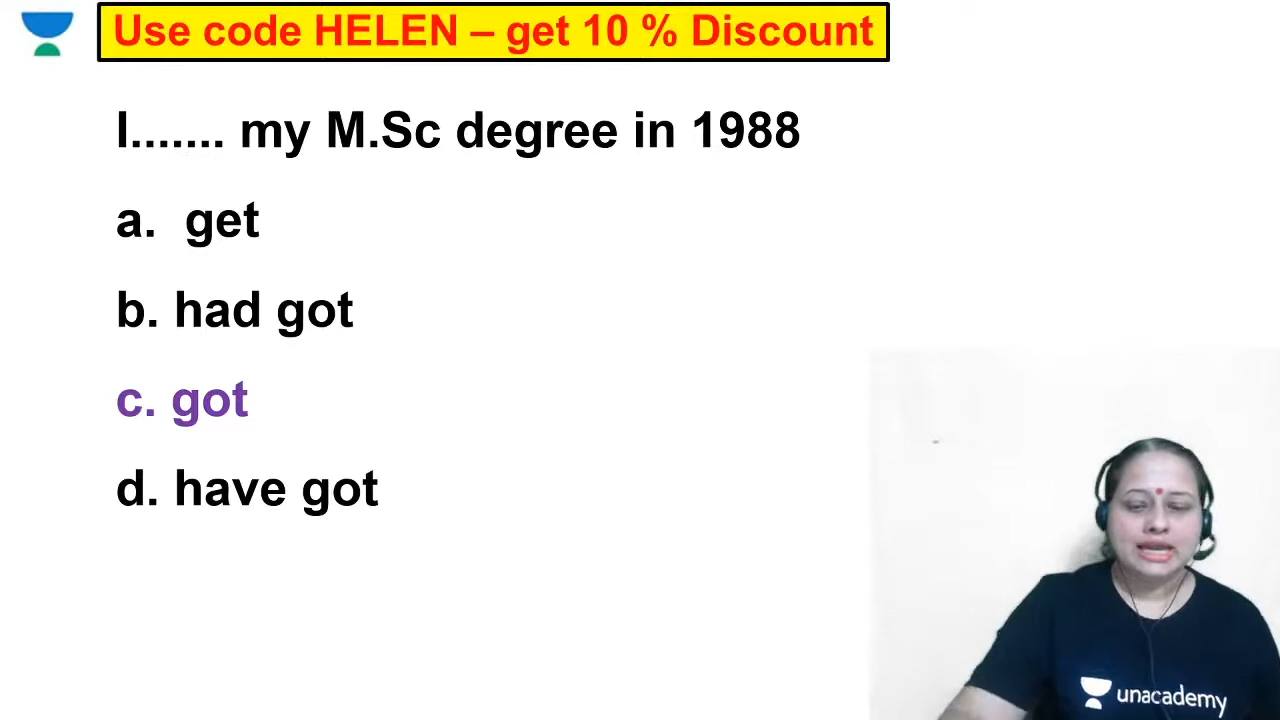 Use code HELEN – get 10 % Discount
I....... my M.Sc degree in 1988
a. get
b. had got
c. got
d. have got
unacademy